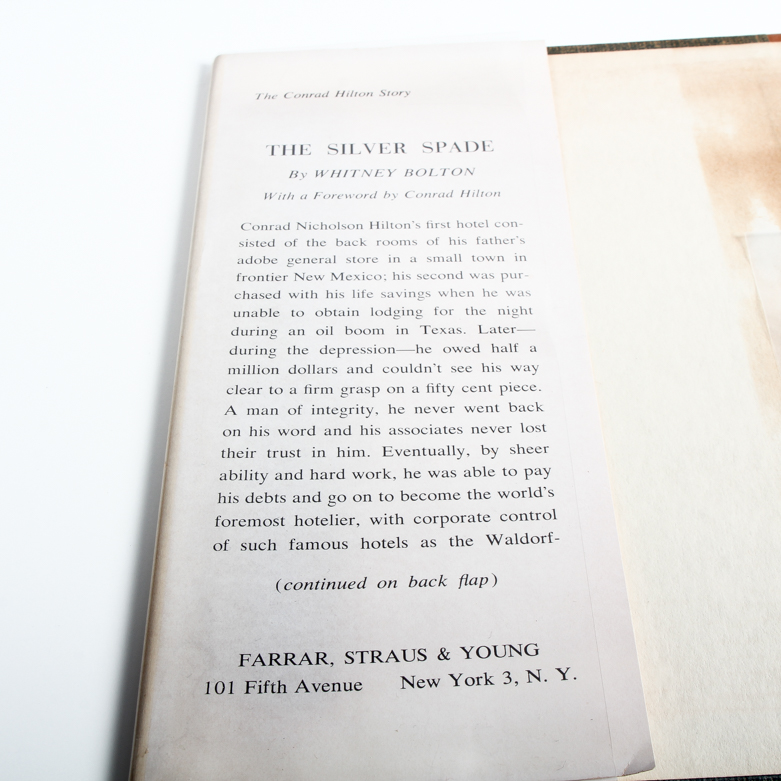 The Conrad Hilton Story
THE SILVER SPADE
By WHITNEY BOLTON
With a Foreword by Conrad Hilton
Conrad Nicholson Hilton's first hotel con-
sisted of the back rooms of his father's
adobe general store in a small town in
frontier New Mexico; his second was pur-
chased with his life savings when he was
unable to obtain lodging for the night
during an oil boom in Texas. Later—
during the depression—he owed half a
million dollars and couldn't see his way
clear to a firm grasp on a fifty cent piece.
A man of integrity, he never went back
on his word and his associates never lost
their trust in him. Eventually, by sheer
ability and hard work, he was able to pay
his debts and go on to become the world's
foremost hotelier, with corporate control
of such famous hotels as the Waldorf-
(continued on back flap)
FARRAR, STRAUS & YOUNG
101 Fifth Avenue New York 3, N. Y.